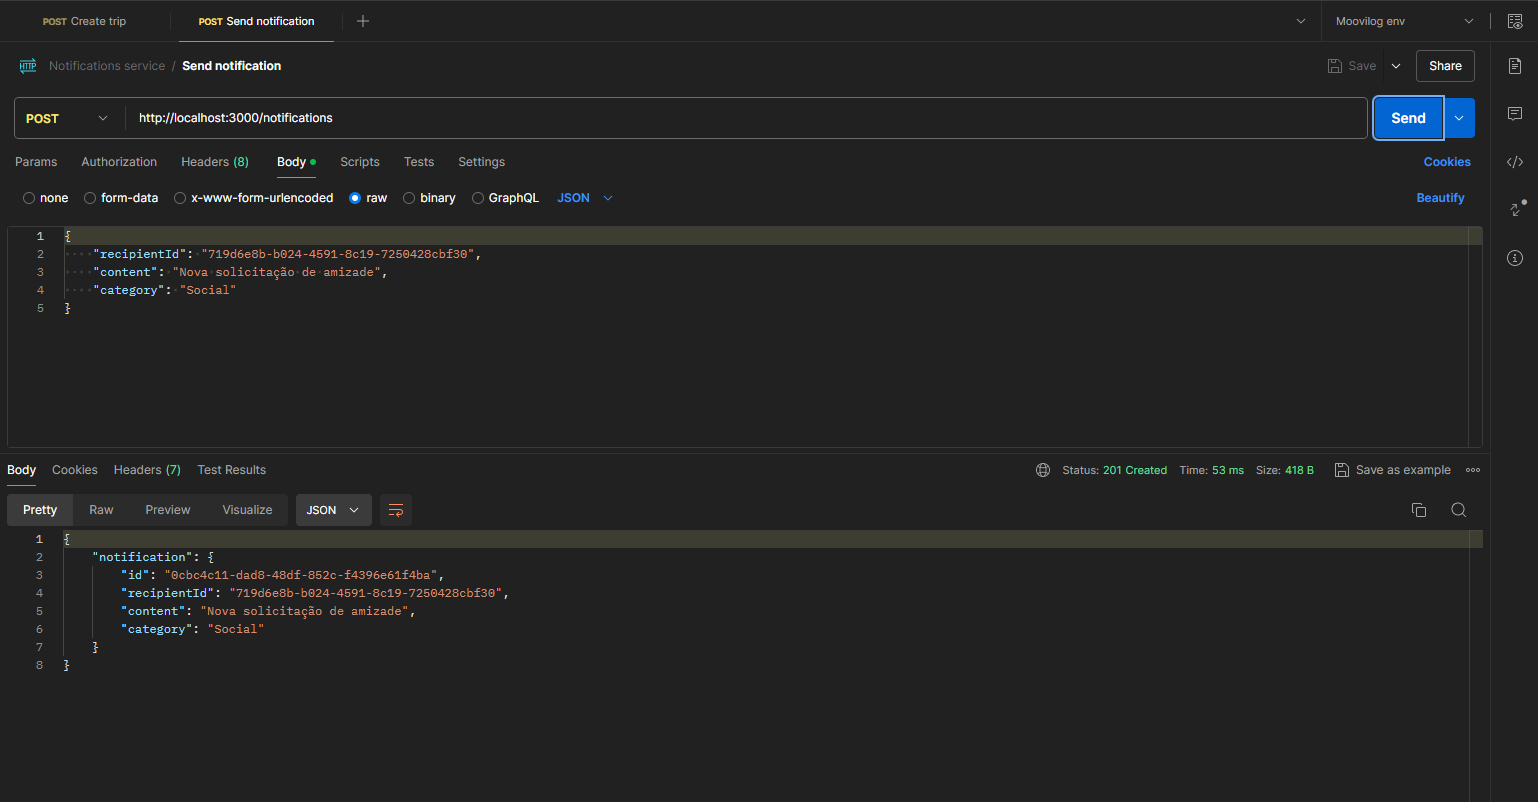 POST Create trip POST Send notification Moovilog env
HTTP Notifications service / Send notification Save Share
POST http://localhost:3000/notifications Send
Params Authorization Headers (8) Body Scripts Tests Settings Cookies
none form-data x-www-form-urlencoded raw binary GraphQL JSON Beautify
1 {
2 "recipientId": "719d6e8b-b024-4591-8c19-7250428cbf30",
3 "content": "Nova solicitação de amizade",
4 "category": "Social"
5 }
Body Cookies Headers (7) Test Results Status: 201 Created Time: 53 ms Size: 418 B Save as example
Pretty Raw Preview Visualize JSON
1 {
2 "notification": {
3 "id": "0cbc4c11-dad8-48df-852c-f4396e61f4ba",
4 "recipientId": "719d6e8b-b024-4591-8c19-7250428cbf30",
5 "content": "Nova solicitação de amizade",
6 "category": "Social"
7 }
8 }